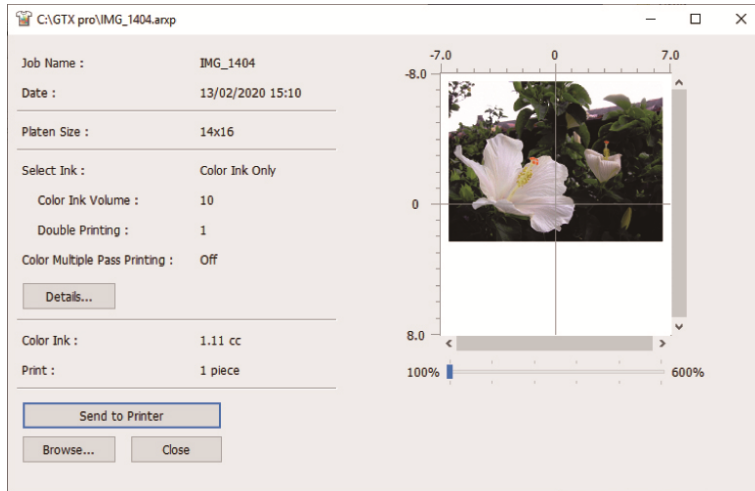 C:\GTX pro\IMG_1404.arxp
Job Name : IMG_1404
Date : 13/02/2020 15:10
Platen Size : 14x16
Select Ink : Color Ink Only
Color Ink Volume : 10
Double Printing : 1
Color Multiple Pass Printing : Off
Details...
Color Ink : 1.11 cc
Print : 1 piece
Send to Printer
Browse... Close
-7.0 0 7.0
-8.0
0
8.0
100% 600%